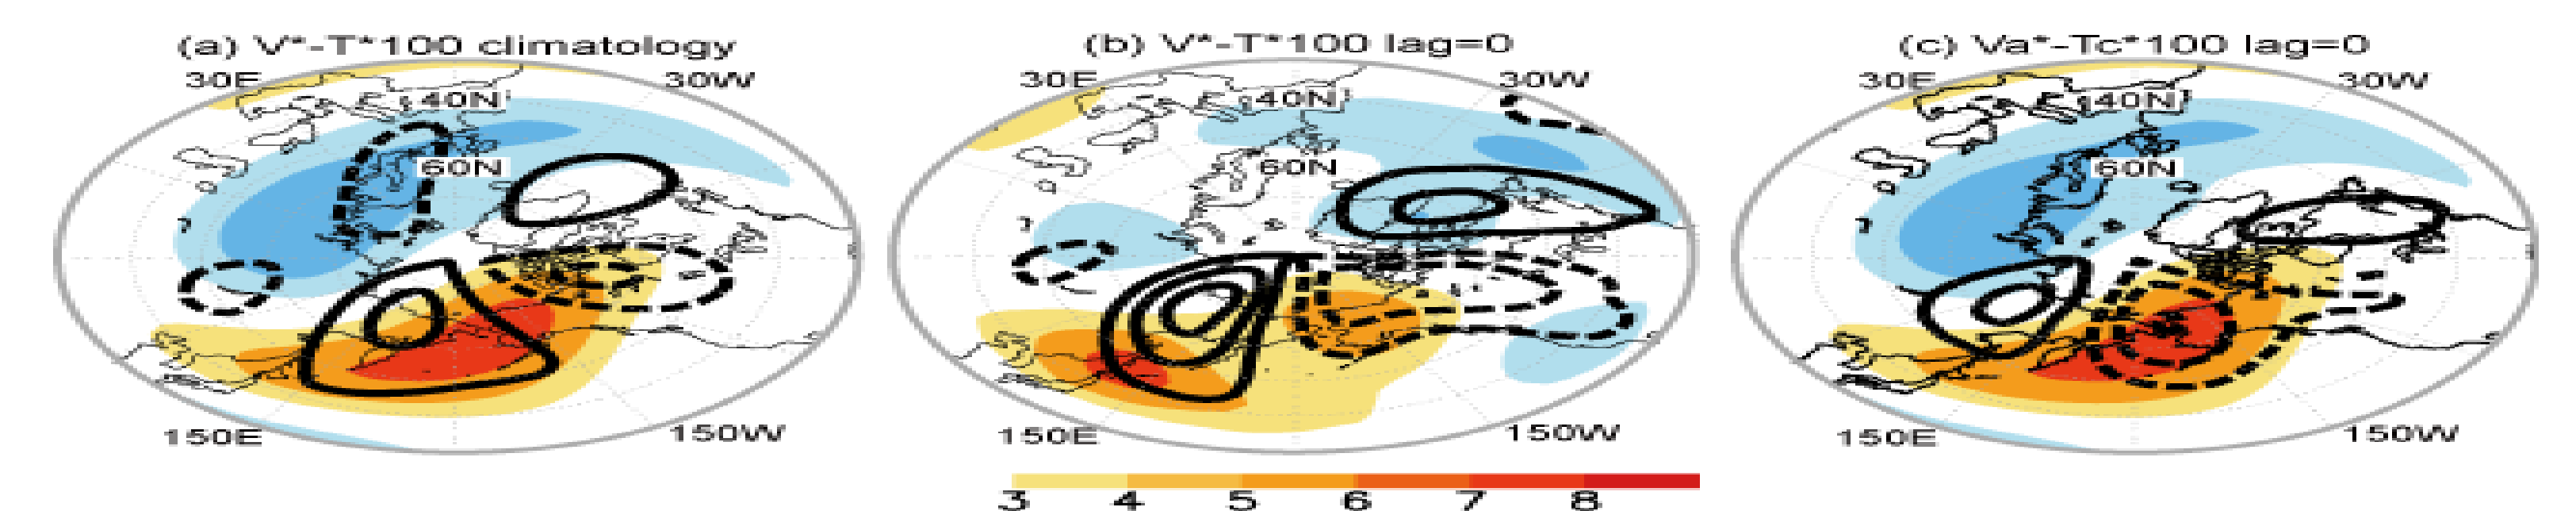 (a) V*-T*100 climatology
(b) V*-T*100 lag=0
(c) Va*-Tc*100 lag=0
30E 30W
40N
60N
150E 150W
30E 30W
40N
60N
150E 150W
30E 30W
40N
60N
150E 150W
3 4 5 6 7 8